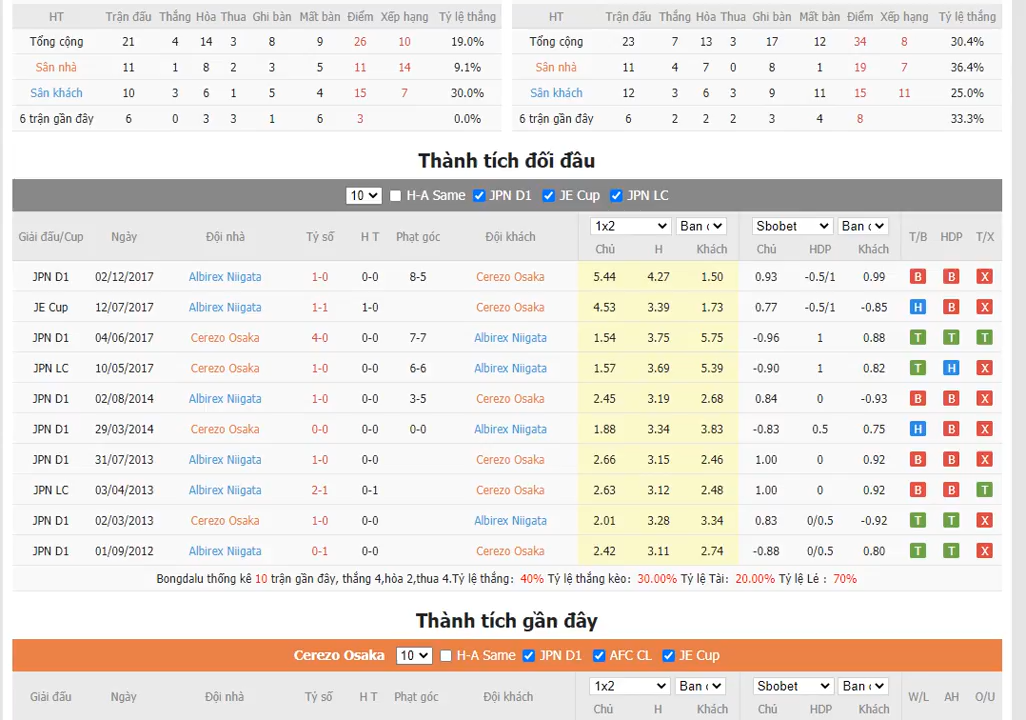 HT Trận đấu Thắng Hòa Thua Ghi bàn Mất bàn Điểm Xếp hạng Tỷ lệ thắng
Tổng cộng 21 4 14 3 8 9 26 10 19.0%
Sân nhà 11 1 8 2 3 5 11 14 9.1%
Sân khách 10 3 6 1 5 4 15 7 30.0%
6 trận gần đây 6 0 3 3 1 6 3 0.0%
HT Trận đấu Thắng Hòa Thua Ghi bàn Mất bàn Điểm Xếp hạng Tỷ lệ thắng
Tổng cộng 23 7 13 3 17 12 34 8 30.4%
Sân nhà 11 4 7 0 8 1 19 7 36.4%
Sân khách 12 3 6 3 9 11 15 11 25.0%
6 trận gần đây 6 2 2 2 3 4 8 33.3%
Thành tích đối đầu
10 H-A Same JPN D1 JE Cup JPN LC
Giải đấu/Cup Ngày Đội nhà Tỷ số H T Phạt góc Đội khách 1x2 Ban c Sbobet Ban c T/B HDP T/X
Chủ H Khách Chủ HDP Khách
JPN D1 02/12/2017 Albirex Niigata 1-0 0-0 8-5 Cerezo Osaka 5.44 4.27 1.50 0.93 -0.5/1 0.99 B B X
JE Cup 12/07/2017 Albirex Niigata 1-1 1-0 Cerezo Osaka 4.53 3.39 1.73 0.77 -0.5/1 -0.85 H B X
JPN D1 04/06/2017 Cerezo Osaka 4-0 0-0 7-7 Albirex Niigata 1.54 3.75 5.75 -0.96 1 0.88 T T T
JPN LC 10/05/2017 Cerezo Osaka 1-0 0-0 6-6 Albirex Niigata 1.57 3.69 5.39 -0.90 1 0.82 T H X
JPN D1 02/08/2014 Albirex Niigata 1-0 0-0 3-5 Cerezo Osaka 2.45 3.19 2.68 0.84 0 -0.93 B B X
JPN D1 29/03/2014 Cerezo Osaka 0-0 0-0 0-0 Albirex Niigata 1.88 3.34 3.83 -0.83 0.5 0.75 H B X
JPN D1 31/07/2013 Albirex Niigata 1-0 0-0 Cerezo Osaka 2.66 3.15 2.46 1.00 0 0.92 B B X
JPN LC 03/04/2013 Albirex Niigata 2-1 0-1 Cerezo Osaka 2.63 3.12 2.48 1.00 0 0.92 B B T
JPN D1 02/03/2013 Cerezo Osaka 1-0 0-0 Albirex Niigata 2.01 3.28 3.34 0.83 0/0.5 -0.92 T T X
JPN D1 01/09/2012 Albirex Niigata 0-1 0-0 Cerezo Osaka 2.42 3.11 2.74 -0.88 0/0.5 0.80 T T X
Bongdalu thống kê 10 trận gần đây, thắng 4,hòa 2,thua 4.Tỷ lệ thắng: 40% Tỷ lệ thắng kèo: 30.00% Tỷ lệ Tài: 20.00% Tỷ lệ Lẻ : 70%
Thành tích gần đây
Cerezo Osaka 10 H-A Same JPN D1 AFC CL JE Cup
Giải đấu Ngày Đội nhà Tỷ số H T Phạt góc Đội khách 1x2 Ban c Sbobet Ban c W/L AH O/U
Chủ H Khách Chủ HDP Khách